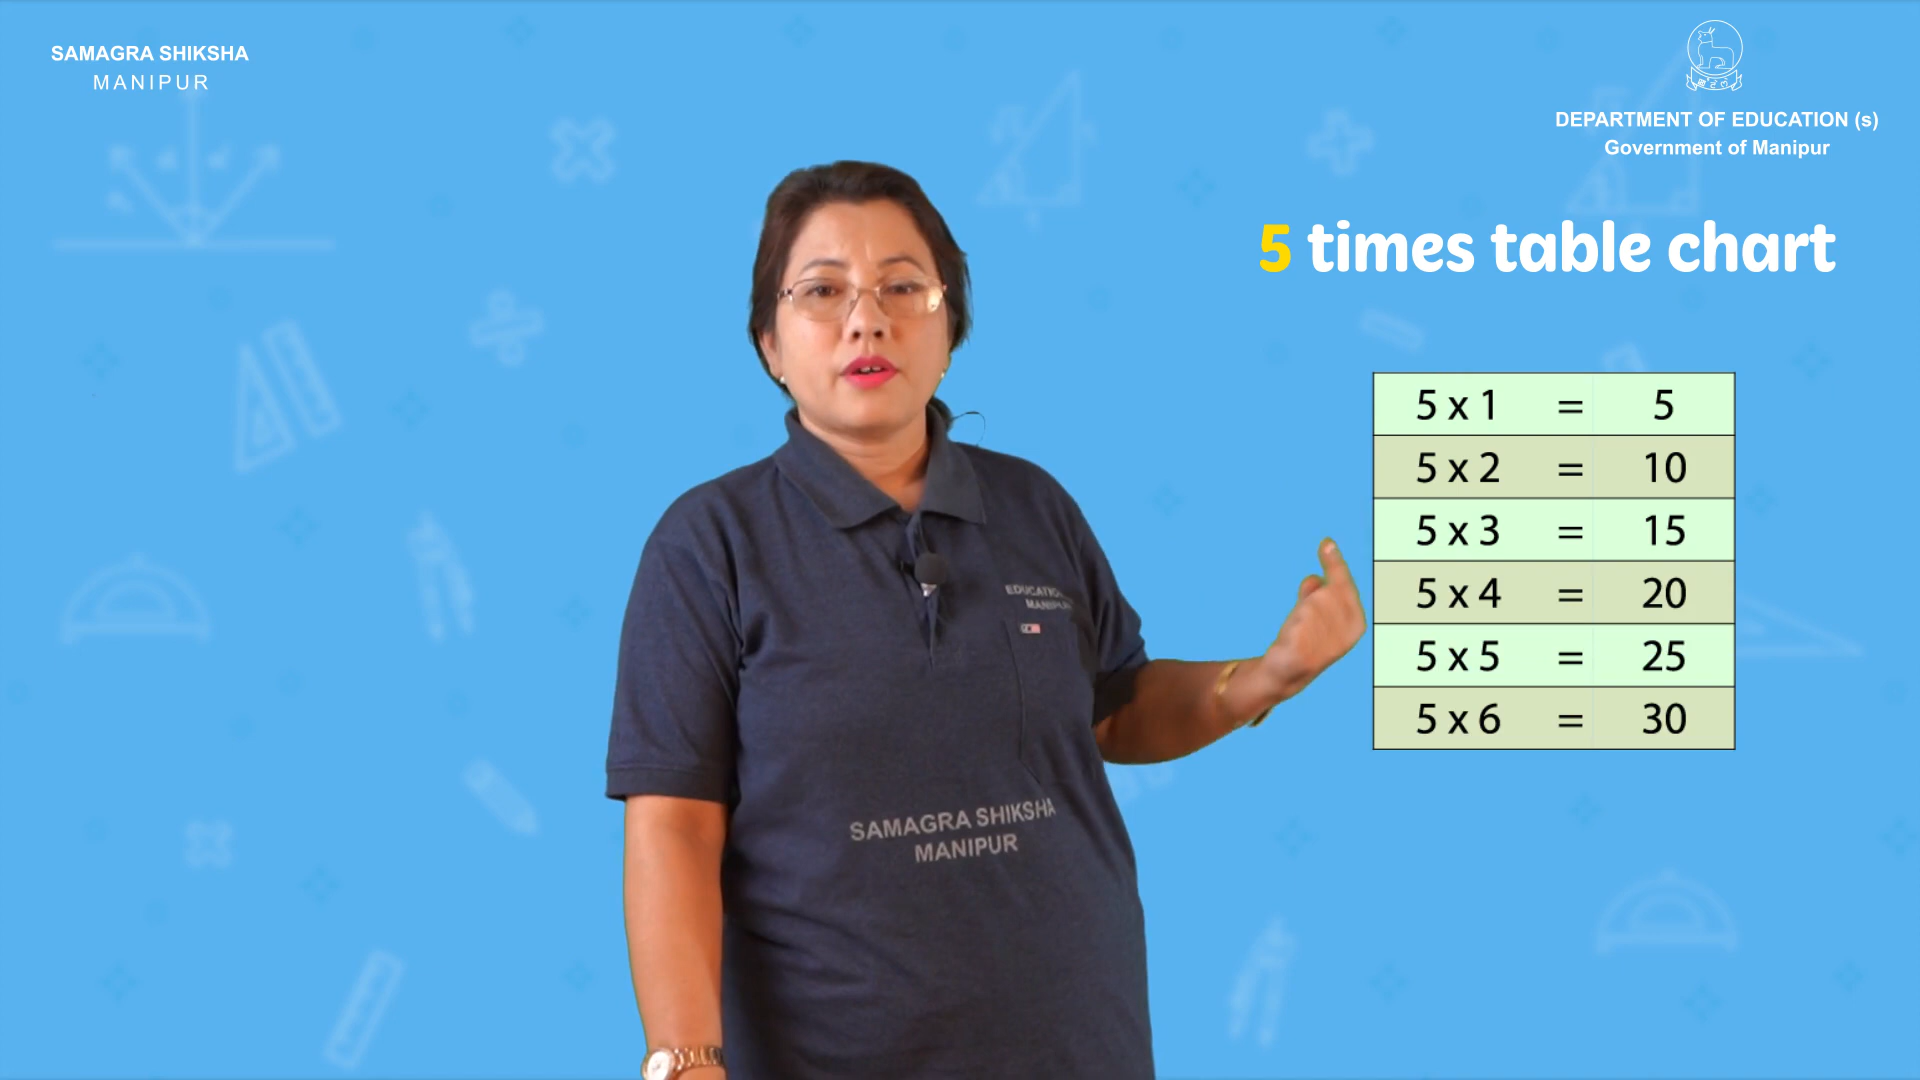 SAMAGRA SHIKSHA
MANIPUR
DEPARTMENT OF EDUCATION (s)
Government of Manipur
5 times table chart
5 x 1 = 5
5 x 2 = 10
5 x 3 = 15
5 x 4 = 20
5 x 5 = 25
5 x 6 = 30
MANIPUR
SAMAGRA SHIKSHA
MANIPUR